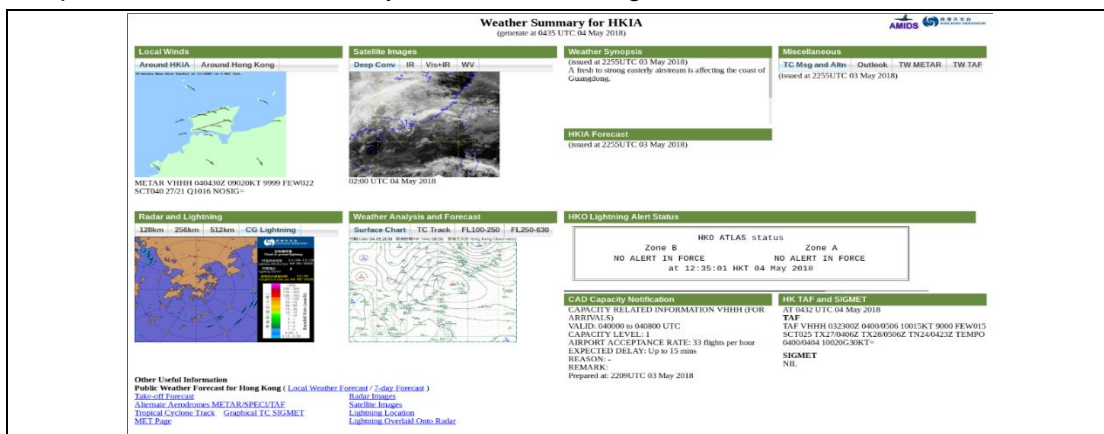 Weather Summary for HKIA
(generate at 0435 UTC 04 May 2018)
AMIDS
Local Winds
Around HKIA Around Hong Kong
METAR VHHH 040430Z 09020KT 9999 FEW022
SCT040 27/21 Q1016 NOSIG=
Satellite Images
Deep Conv IR Vis+IR WV
02:00 UTC 04 May 2018
Weather Synopsis
(issued at 2255UTC 03 May 2018)
A fresh to strong easterly airstream is affecting the coast of
Guangdong.
HKIA Forecast
(issued at 2255UTC 03 May 2018)
Miscellaneous
TC Msg and Altn Outlook TW METAR TW TAF
(issued at 2255UTC 03 May 2018)
Radar and Lightning
128km 256km 512km CG Lightning
Weather Analysis and Forecast
Surface Chart TC Track FL100-250 FL250-630
HKO Lightning Alert Status
HKO ATLAS status
Zone B Zone A
NO ALERT IN FORCE NO ALERT IN FORCE
at 12:35:01 HKT 04 May 2018
CAD Capacity Notification
CAPACITY RELATED INFORMATION VHHH (FOR
ARRIVALS)
VALID: 040000 to 040800 UTC
CAPACITY LEVEL: 1
AIRPORT ACCEPTANCE RATE: 33 flights per hour
EXPECTED DELAY: Up to 15 mins
REASON: -
REMARK:
Prepared at: 2209UTC 03 May 2018
HK TAF and SIGMET
AT 0432 UTC 04 May 2018
TAF
TAF VHHH 032300Z 0400/0506 10015KT 9000 FEW015
SCT025 TX27/0406Z TX28/0506Z TN24/0423Z TEMPO
0400/0404 10020G30KT=
SIGMET
NIL
Other Useful Information
Public Weather Forecast for Hong Kong ( Local Weather Forecast / 7-day Forecast )
Take-off Forecast
Alternate Aerodromes METAR/SPECI/TAF
Tropical Cyclone Track Graphical TC SIGMET
MET Page
Radar Images
Satellite Images
Lightning Location
Lightning Overlaid Onto Radar